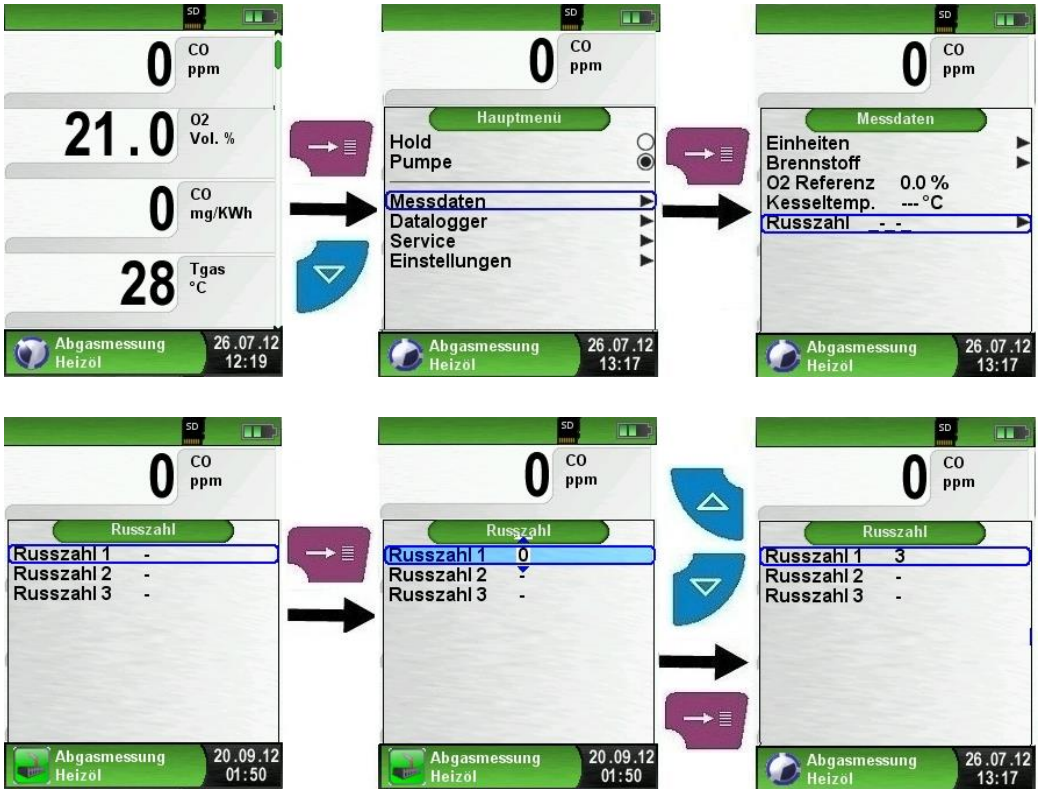 SD
0 CO
ppm
21.0 O2
Vol. %
0 CO
mg/KWh
28 Tgas
°C
Abgasmessung 26.07.12
Heizöl 12:19
SD
0 CO
ppm
Hauptmenü
Hold
Pumpe
Messdaten
Datalogger
Service
Einstellungen
Abgasmessung 26.07.12
Heizöl 13:17
SD
0 CO
ppm
Messdaten
Einheiten
Brennstoff
O2 Referenz 0.0 %
Kesseltemp. --- °C
Russzahl _-_-_
Abgasmessung 26.07.12
Heizöl 13:17
SD
0 CO
ppm
Russzahl
Russzahl 1 -
Russzahl 2 -
Russzahl 3 -
Abgasmessung 20.09.12
Heizöl 01:50
SD
0 CO
ppm
Russzahl
Russzahl 1 0
Russzahl 2 -
Russzahl 3 -
Abgasmessung 20.09.12
Heizöl 01:50
SD
0 CO
ppm
Russzahl
Russzahl 1 3
Russzahl 2 -
Russzahl 3 -
Abgasmessung 26.07.12
Heizöl 13:17